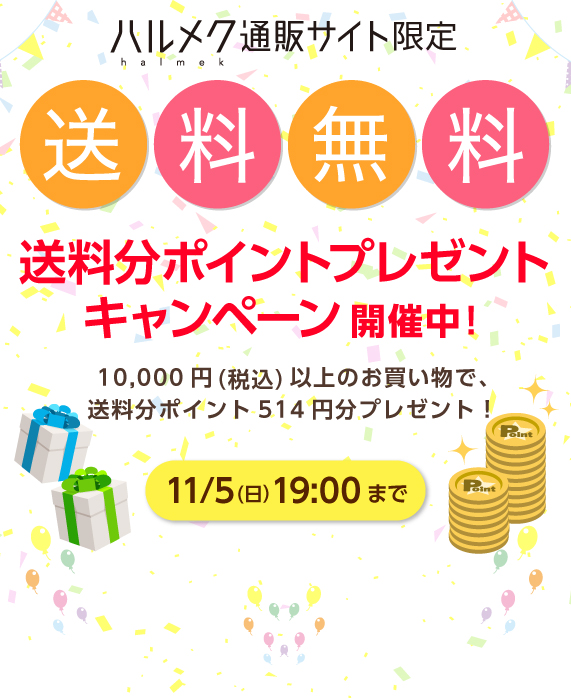 ハルメク通販サイト限定
halmek
送料無料
送料分ポイントプレゼント
キャンペーン開催中！
10,000円(税込)以上のお買い物で、
送料分ポイント514円分プレゼント！
11/5(日)19:00まで
Point
Point